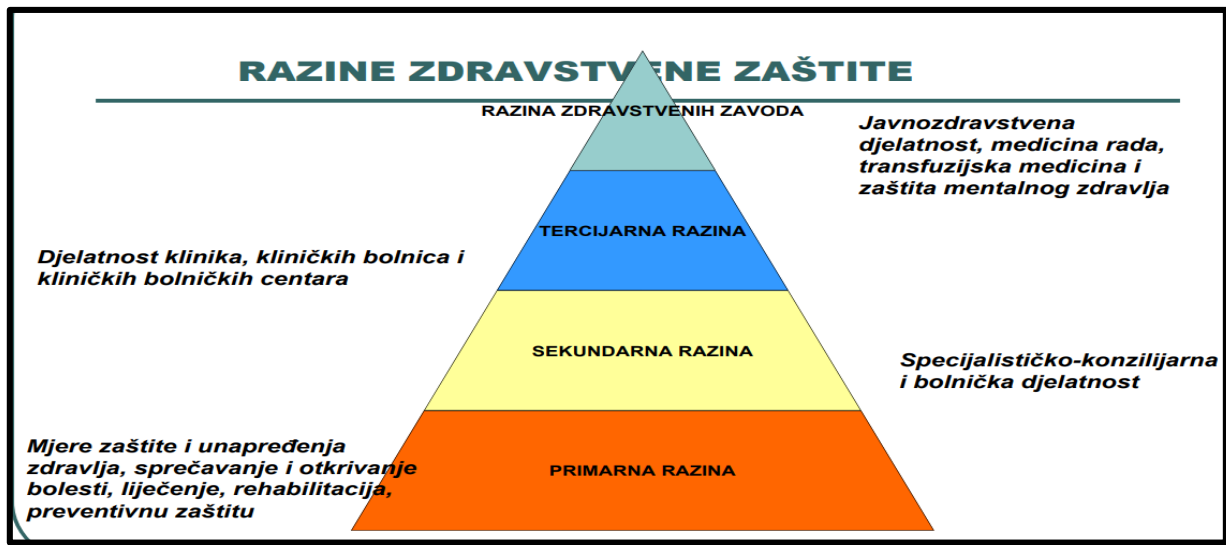 RAZINE ZDRAVSTVENE ZAŠTITE
RAZINA ZDRAVSTVENIH ZAVODA
Javnozdravstvena
djelatnost, medicina rada,
transfuzijska medicina i
zaštita mentalnog zdravlja
TERCIJARNA RAZINA
Djelatnost klinika, kliničkih bolnica i
kliničkih bolničkih centara
SEKUNDARNA RAZINA
Specijalističko-konzilijarna
i bolnička djelatnost
Mjere zaštite i unapređenja
zdravlja, sprečavanje i otkrivanje
bolesti, liječenje, rehabilitacija,
preventivnu zaštitu
PRIMARNA RAZINA